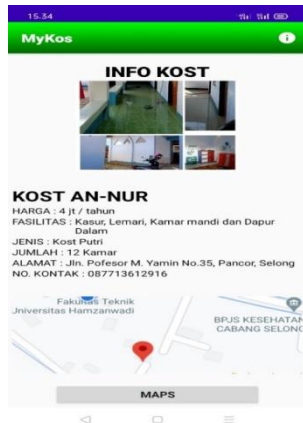 15.34
MyKos
INFO KOST
KOST AN-NUR
HARGA : 4 jt / tahun
FASILITAS : Kasur, Lemari, Kamar mandi dan Dapur
Dalam
JENIS : Kost Putri
JUMLAH : 12 Kamar
ALAMAT : Jln. Pofesor M. Yamin No.35, Pancor, Selong
NO. KONTAK : 087713612916
Fakultas Teknik
Universitas Hamzanwadi
BPJS KESEHATAN
CABANG SELONG
MAPS